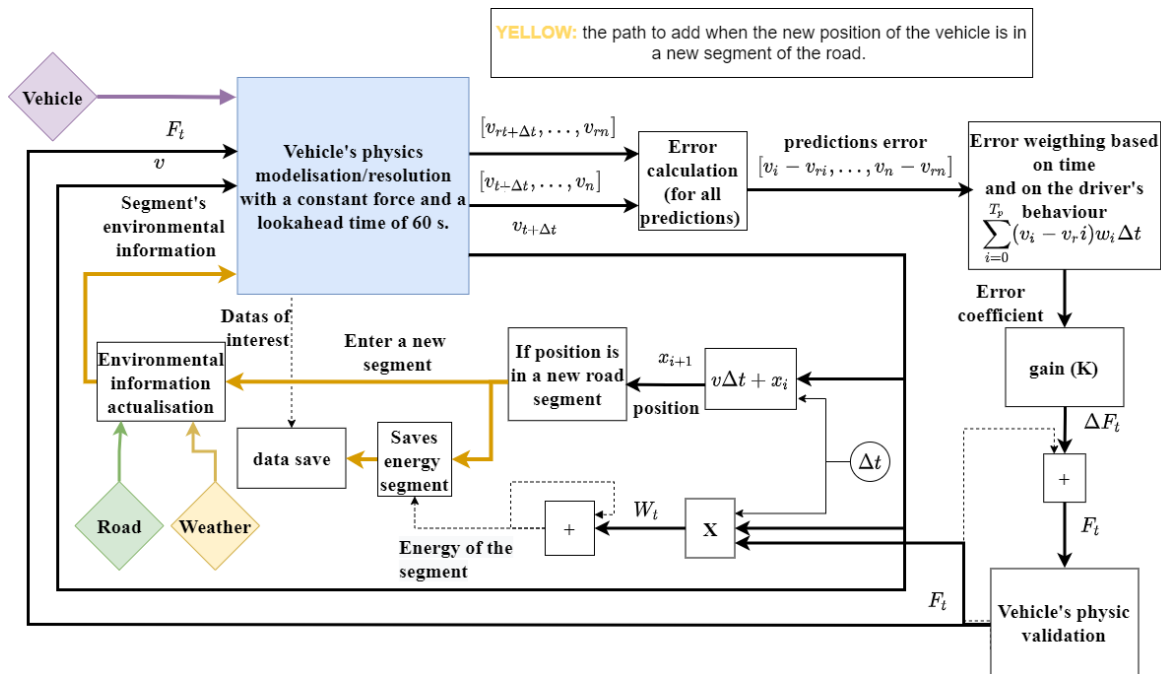 YELLOW: the path to add when the new position of the vehicle is in
a new segment of the road.
Vehicle
F_t
v
Segment's
environmental
information
Vehicle's physics
modelisation/resolution
with a constant force and a
lookahead time of 60 s.
[v_{rt+Δt}, . . . , v_{rn}]
[v_{t+Δt}, . . . , v_n]
v_{t+Δt}
Error
calculation
(for all
predictions)
predictions error
[v_i − v_{ri}, . . . , v_n − v_{rn}]
Error weigthing based
on time
and on the driver's
behaviour
\sum_{i=0}^{T_p}(v_i − v_r i)w_i Δt
Error
coefficient
gain (K)
ΔF_t
+
F_t
Vehicle's physic
validation
F_t
Datas of
interest
Enter a new
segment
Environmental
information
actualisation
If position is
in a new road
segment
x_{i+1}
position
vΔt + x_i
data save
Saves
energy
segment
Δt
Road
Weather
Energy of the
segment
+
W_t
X